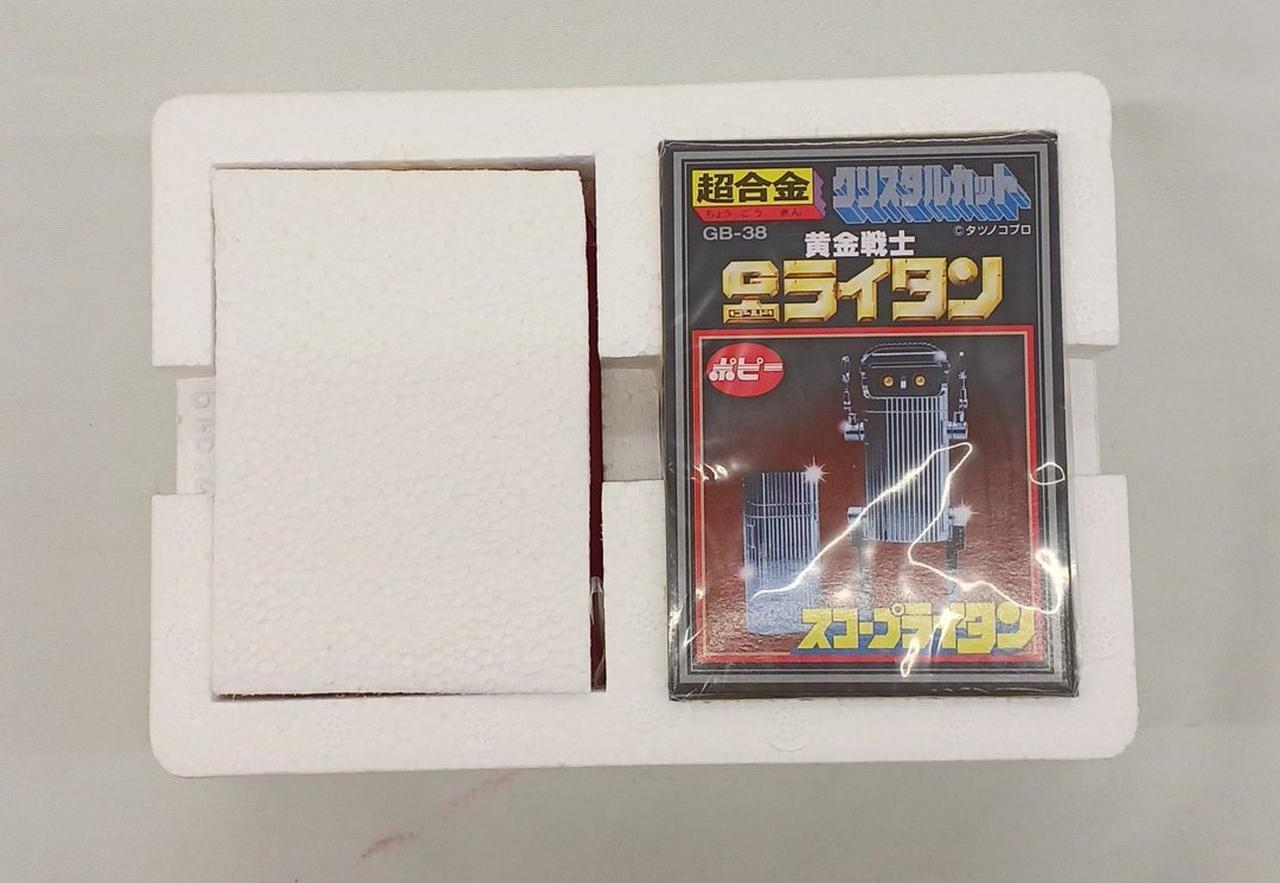 超合金
ちょう ごう きん
クリスタルカット
GB-38
©タツノコプロ
黄金戦士
Gライタン
ゴールド
ポピー
スコープライタン